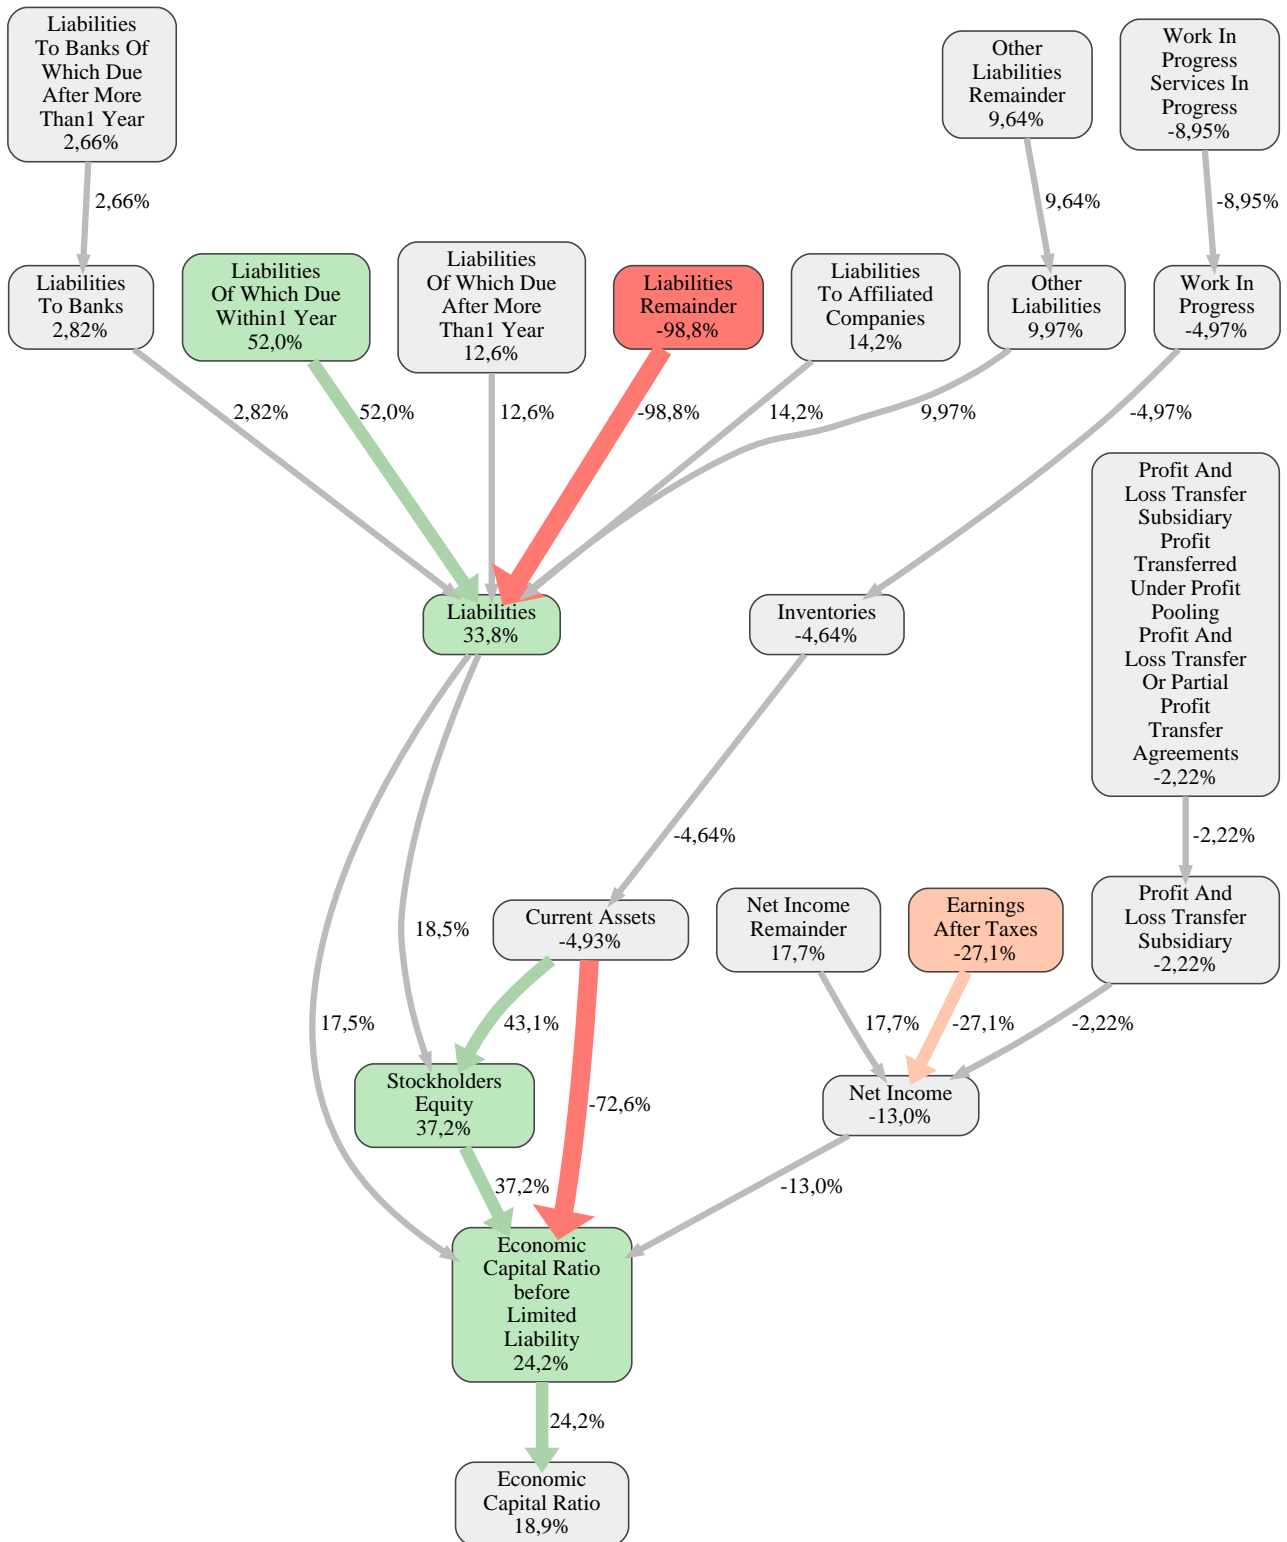 Liabilities
To Banks Of
Which Due
After More
Than1 Year
2,66%
Other
Liabilities
Remainder
9,64%
Work In
Progress
Services In
Progress
-8,95%
2,66%
9,64%
-8,95%
Liabilities
To Banks
2,82%
Liabilities
Of Which Due
Within1 Year
52,0%
Liabilities
Of Which Due
After More
Than1 Year
12,6%
Liabilities
Remainder
-98,8%
Liabilities
To Affiliated
Companies
14,2%
Other
Liabilities
9,97%
Work In
Progress
-4,97%
2,82%
52,0%
12,6%
-98,8%
14,2%
9,97%
-4,97%
Profit And
Loss Transfer
Subsidiary
Profit
Transferred
Under Profit
Pooling
Profit And
Loss Transfer
Or Partial
Profit
Transfer
Agreements
-2,22%
Liabilities
33,8%
Inventories
-4,64%
-4,64%
-2,22%
18,5%
Current Assets
-4,93%
Net Income
Remainder
17,7%
Earnings
After Taxes
-27,1%
Profit And
Loss Transfer
Subsidiary
-2,22%
17,5%
43,1%
17,7%
-27,1%
-2,22%
Stockholders
Equity
37,2%
-72,6%
Net Income
-13,0%
37,2%
-13,0%
Economic
Capital Ratio
before
Limited
Liability
24,2%
24,2%
Economic
Capital Ratio
18,9%